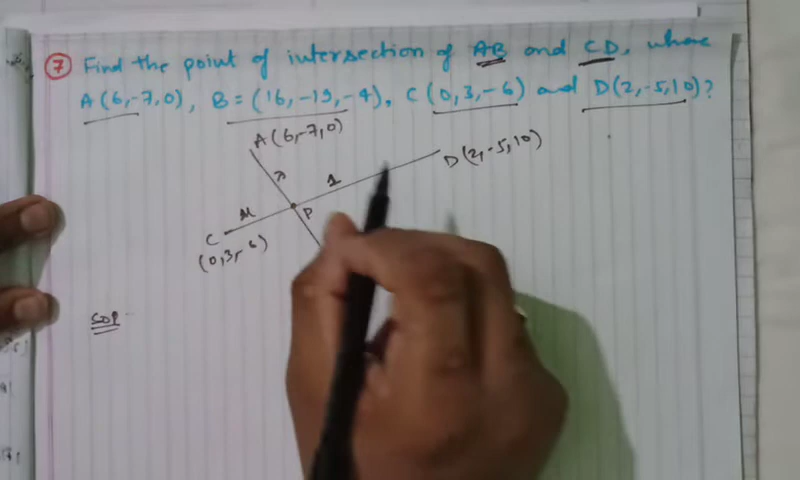 7 Find the point of intersection of AB and CD, where
A(6,-7,0), B=(16,-19,-4), C(0,3,-6) and D(2,-5,10)?
A(6,-7,0)
D(2,-5,10)
λ
1
μ
P
C
(0,3,-6)
Sol